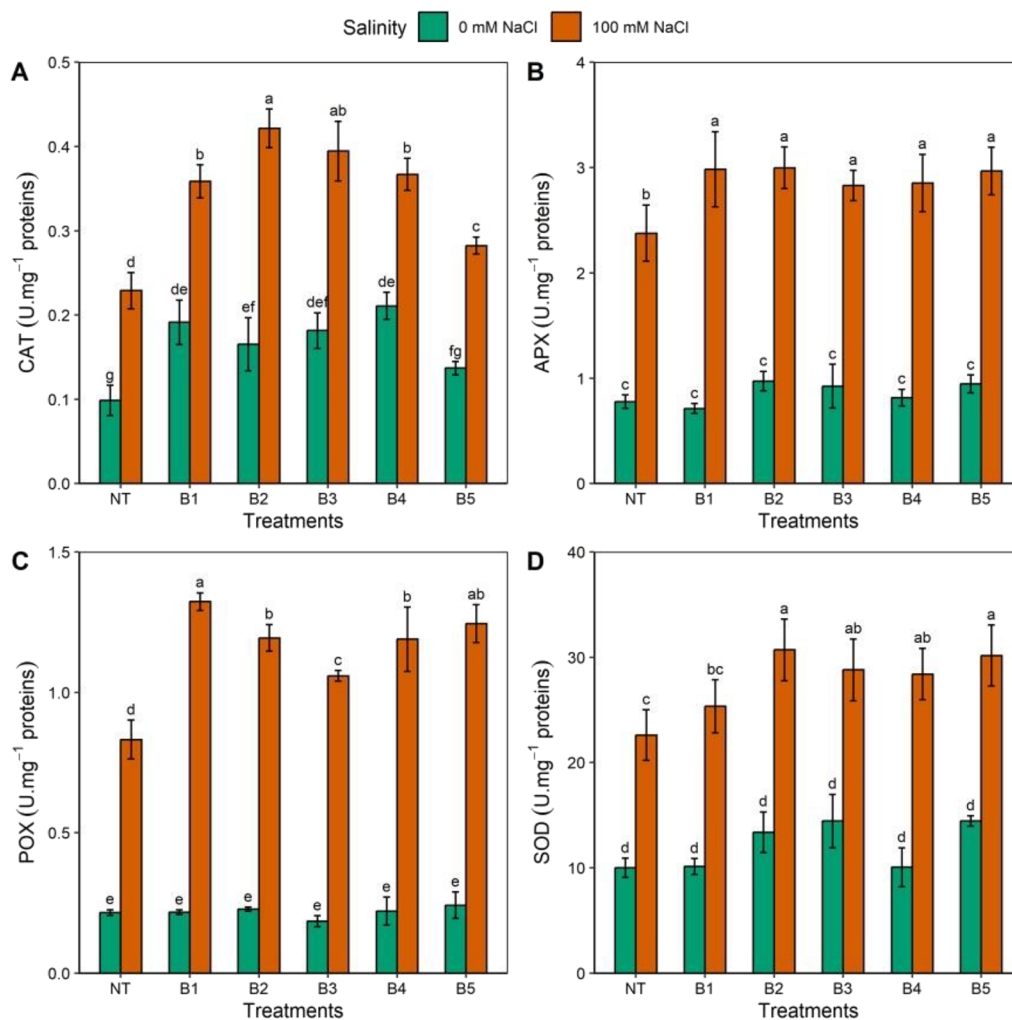 Salinity 0 mM NaCl 100 mM NaCl
A
CAT (U.mg⁻¹ proteins)
0.5
0.4
0.3
0.2
0.1
0.0
g d de b ef a def ab de b fg c
NT B1 B2 B3 B4 B5
Treatments
B
APX (U.mg⁻¹ proteins)
4
3
2
1
0
c b c a c a c a c a c a
NT B1 B2 B3 B4 B5
Treatments
C
POX (U.mg⁻¹ proteins)
1.5
1.0
0.5
0.0
e d e a e b e c e b e ab
NT B1 B2 B3 B4 B5
Treatments
D
SOD (U.mg⁻¹ proteins)
40
30
20
10
0
d c d bc d a d ab d ab d a
NT B1 B2 B3 B4 B5
Treatments